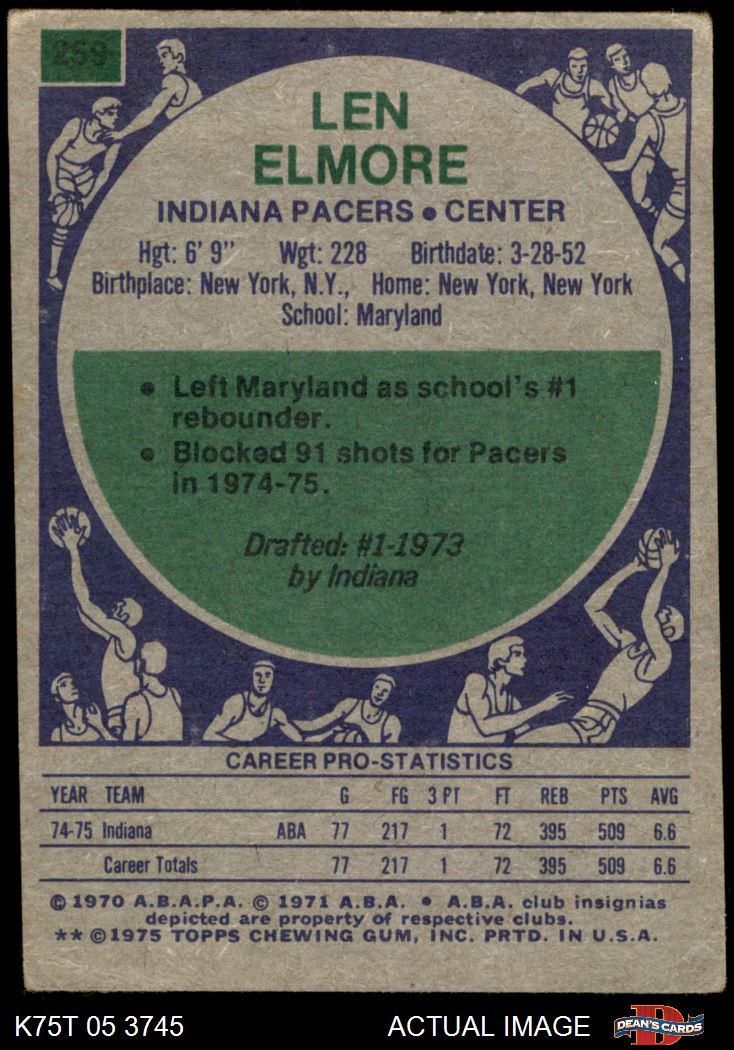 259
LEN
ELMORE
INDIANA PACERS • CENTER
Hgt: 6' 9" Wgt: 228 Birthdate: 3-28-52
Birthplace: New York, N.Y., Home: New York, New York
School: Maryland
• Left Maryland as school's #1
rebounder.
• Blocked 91 shots for Pacers
in 1974-75.
Drafted: #1-1973
by Indiana
CAREER PRO-STATISTICS
YEAR TEAM G FG 3 PT FT REB PTS AVG
74-75 Indiana ABA 77 217 1 72 395 509 6.6
Career Totals 77 217 1 72 395 509 6.6
© 1970 A.B.A.P.A. © 1971 A.B.A. • A.B.A. club insignias
depicted are property of respective clubs.
** ©1975 TOPPS CHEWING GUM, INC. PRTD. IN U.S.A.
K75T 05 3745 ACTUAL IMAGE DEAN'S CARDS